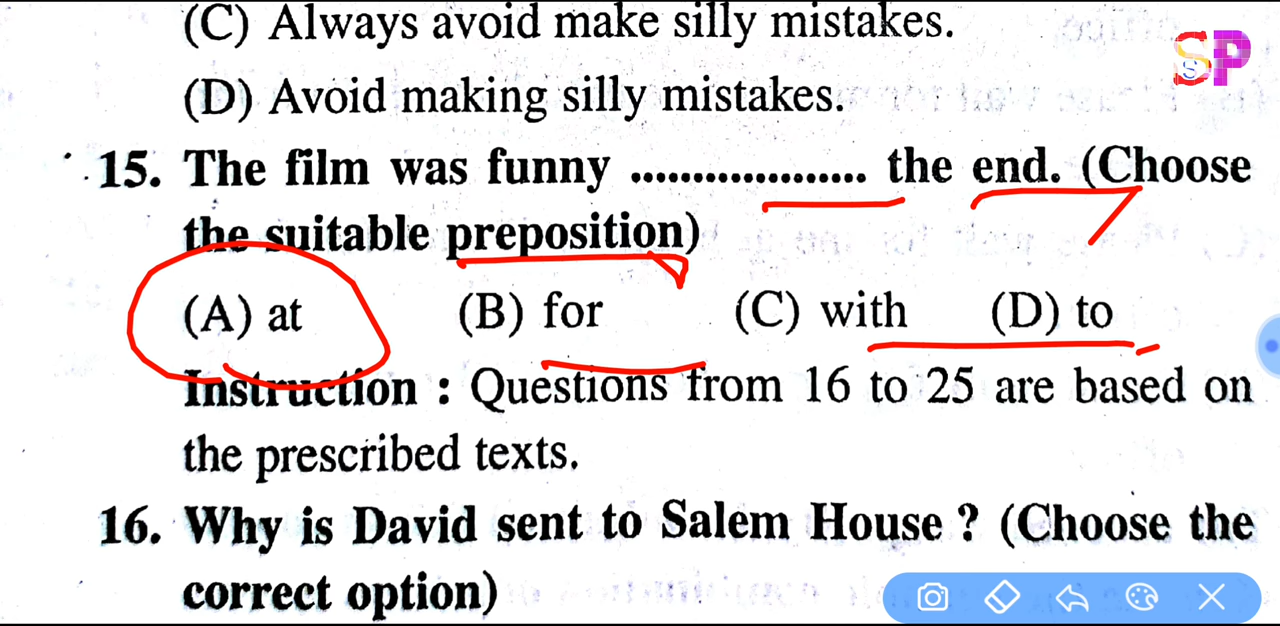 (C) Always avoid make silly mistakes.
SP
S
(D) Avoid making silly mistakes.
15. The film was funny ................... the end. (Choose
the suitable preposition)
(A) at (B) for (C) with (D) to
Instruction : Questions from 16 to 25 are based on
the prescribed texts.
16. Why is David sent to Salem House ? (Choose the
correct option)